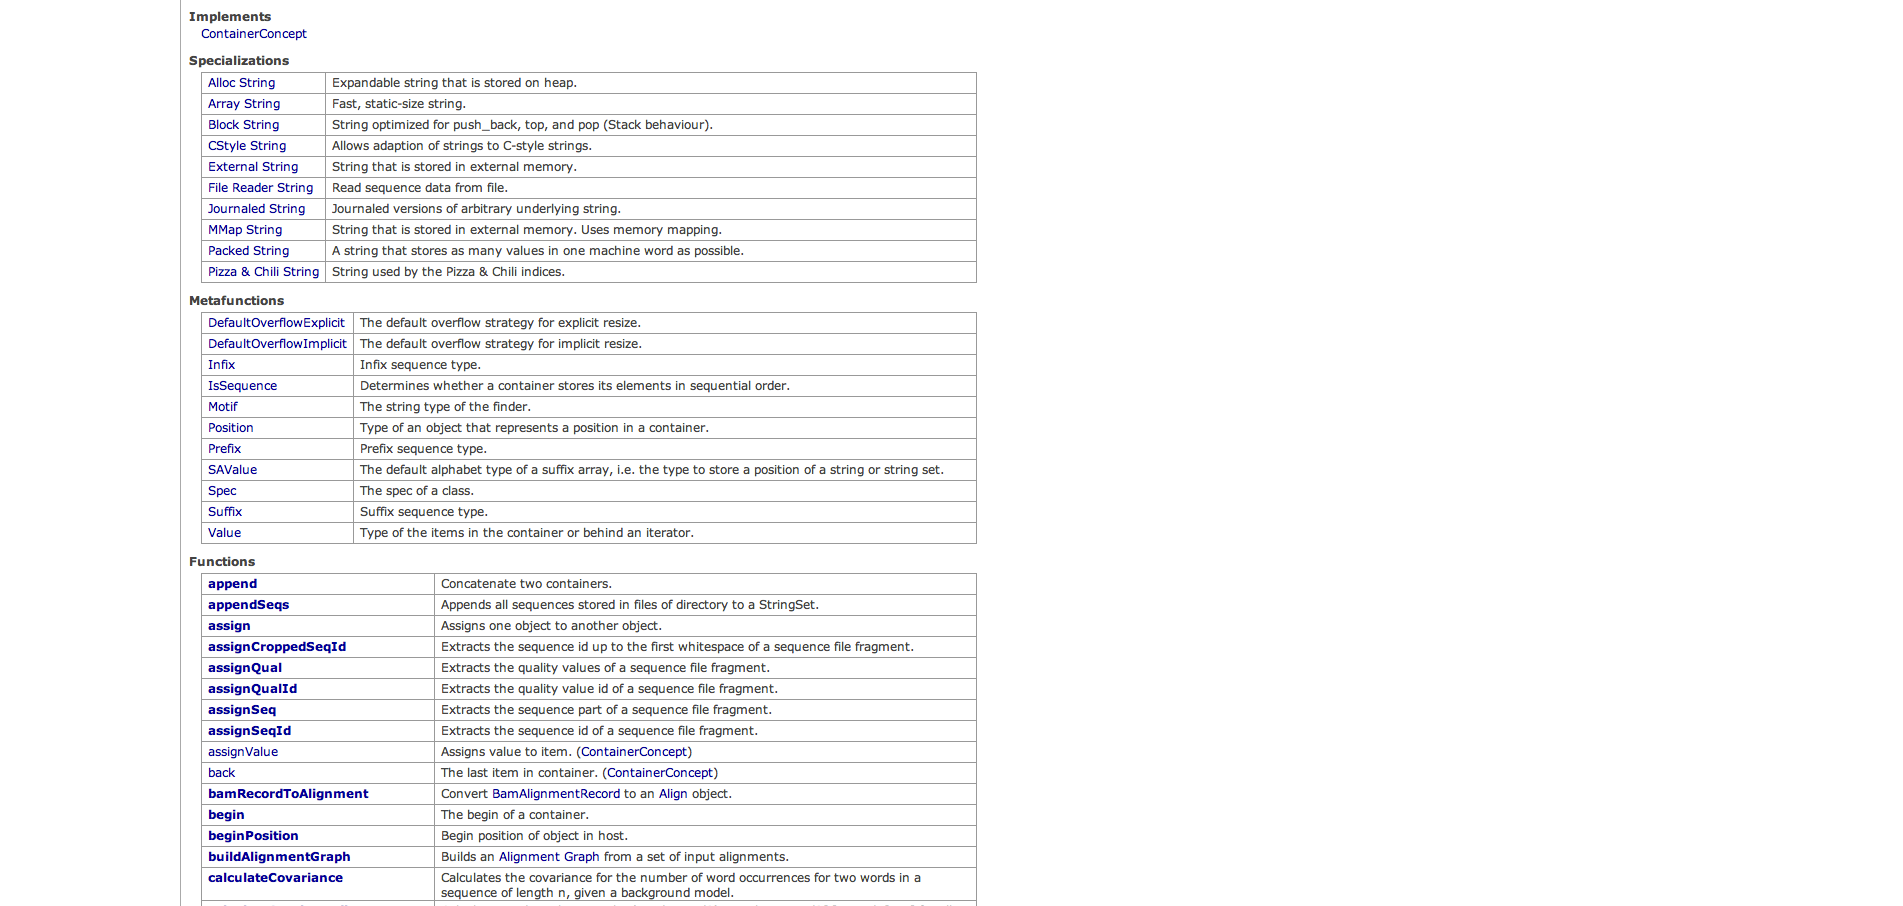 Implements
ContainerConcept
Specializations
Alloc String Expandable string that is stored on heap.
Array String Fast, static-size string.
Block String String optimized for push_back, top, and pop (Stack behaviour).
CStyle String Allows adaption of strings to C-style strings.
External String String that is stored in external memory.
File Reader String Read sequence data from file.
Journaled String Journaled versions of arbitrary underlying string.
MMap String String that is stored in external memory. Uses memory mapping.
Packed String A string that stores as many values in one machine word as possible.
Pizza & Chili String String used by the Pizza & Chili indices.
Metafunctions
DefaultOverflowExplicit The default overflow strategy for explicit resize.
DefaultOverflowImplicit The default overflow strategy for implicit resize.
Infix Infix sequence type.
IsSequence Determines whether a container stores its elements in sequential order.
Motif The string type of the finder.
Position Type of an object that represents a position in a container.
Prefix Prefix sequence type.
SAValue The default alphabet type of a suffix array, i.e. the type to store a position of a string or string set.
Spec The spec of a class.
Suffix Suffix sequence type.
Value Type of the items in the container or behind an iterator.
Functions
append Concatenate two containers.
appendSeqs Appends all sequences stored in files of directory to a StringSet.
assign Assigns one object to another object.
assignCroppedSeqId Extracts the sequence id up to the first whitespace of a sequence file fragment.
assignQual Extracts the quality values of a sequence file fragment.
assignQualId Extracts the quality value id of a sequence file fragment.
assignSeq Extracts the sequence part of a sequence file fragment.
assignSeqId Extracts the sequence id of a sequence file fragment.
assignValue Assigns value to item. (ContainerConcept)
back The last item in container. (ContainerConcept)
bamRecordToAlignment Convert BamAlignmentRecord to an Align object.
begin The begin of a container.
beginPosition Begin position of object in host.
buildAlignmentGraph Builds an Alignment Graph from a set of input alignments.
calculateCovariance Calculates the covariance for the number of word occurrences for two words in a
sequence of length n, given a background model.